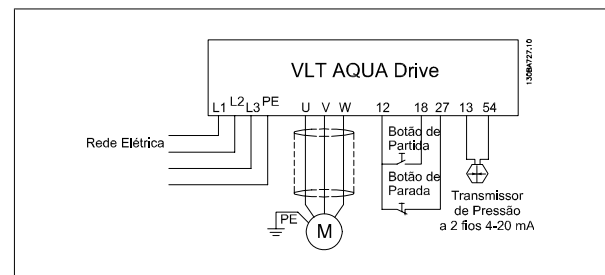 VLT AQUA Drive
130BA727.10
L1 L2 L3 PE U V W 12 18 27 13 54
Rede Elétrica
Botão de
Partida
Botão de
Parada
Transmissor
de Pressão
a 2 fios 4-20 mA
PE
M